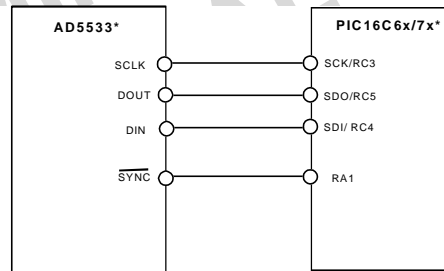 AD5533*
PIC16C6x/7x*
SCLK
SCK/RC3
DOUT
SDO/RC5
DIN
SDI/ RC4
SYNC
RA1